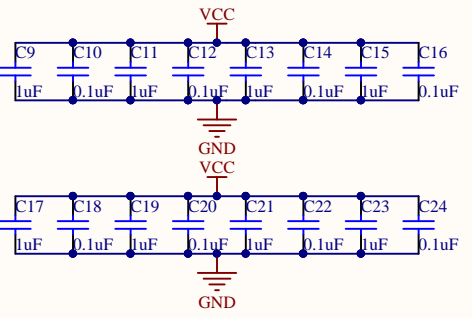 VCC
C9 C10 C11 C12 C13 C14 C15 C16
1uF 0.1uF 1uF 0.1uF 1uF 0.1uF 1uF 0.1uF
GND
VCC
C17 C18 C19 C20 C21 C22 C23 C24
1uF 0.1uF 1uF 0.1uF 1uF 0.1uF 1uF 0.1uF
GND